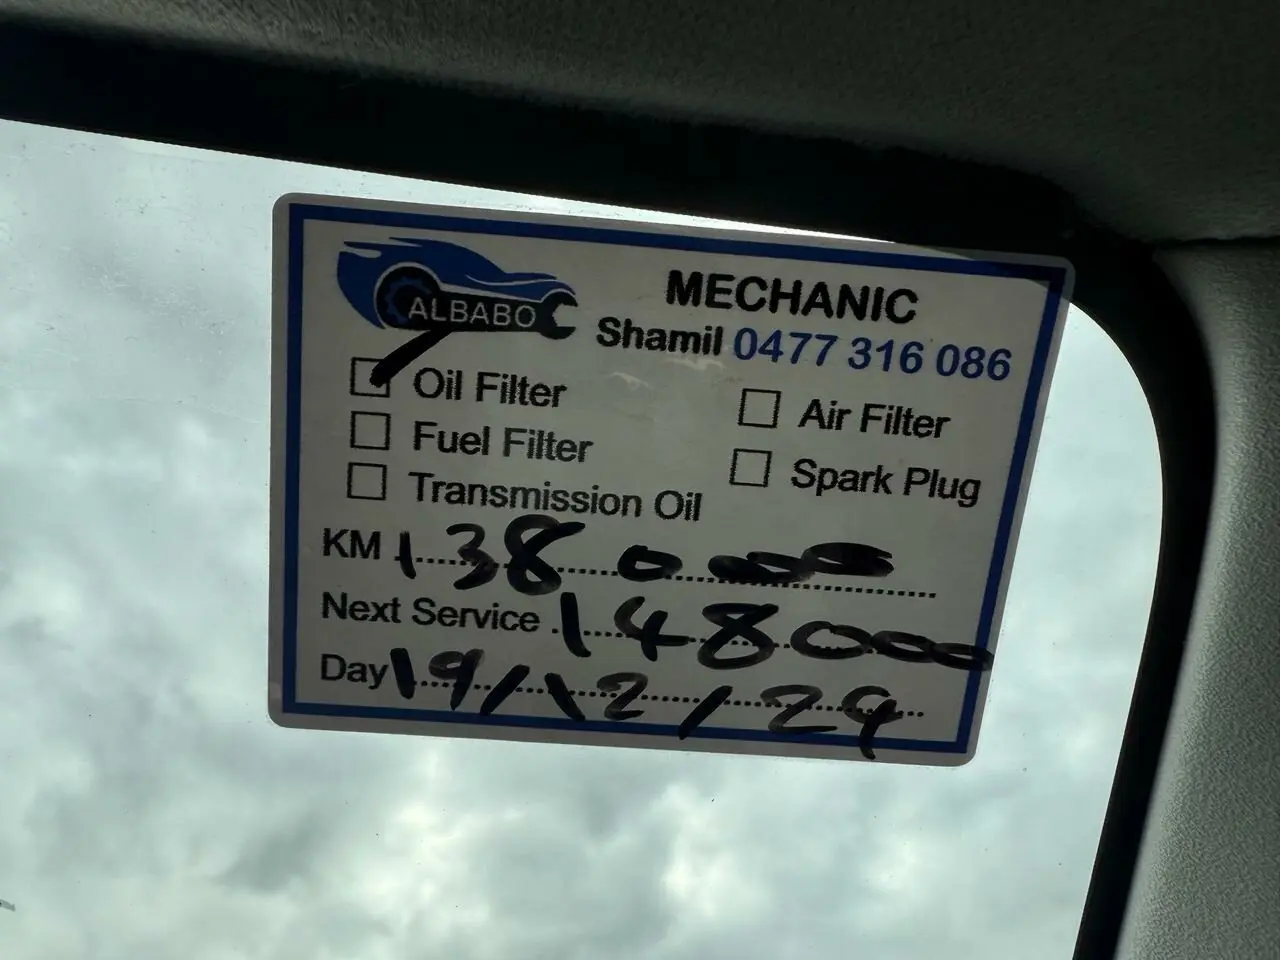 ALBABO
MECHANIC
Shamil 0477 316 086
Oil Filter
Air Filter
Fuel Filter
Spark Plug
Transmission Oil
KM 138000
Next Service 148000
Day 19/12/24